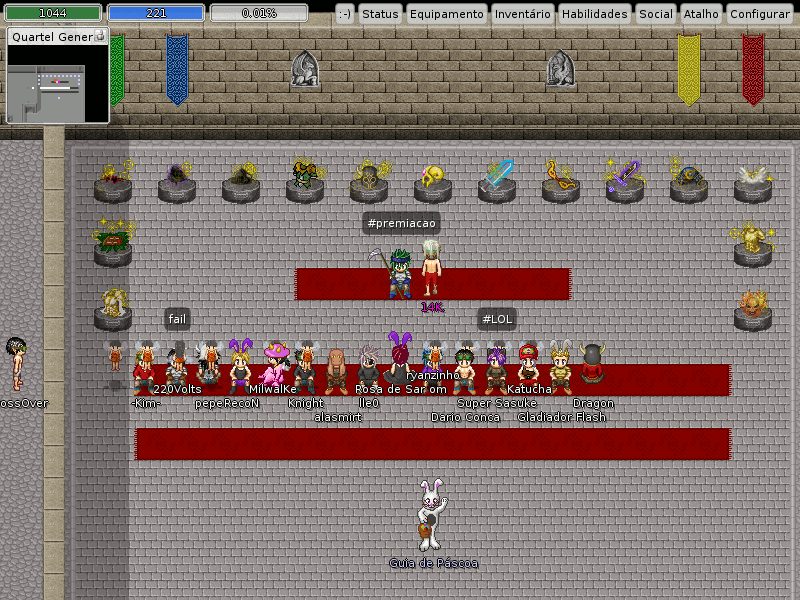 1044
221
0.01%
:-)
Status
Equipamento
Inventório
Habilidades
Social
Atalho
Configurar
Quartel Gener
#premiacao
14K.
fail
#LOL
ryanzinho
220Volts
MilwalKe
Rosa de Saron
Katucha
ossOver
-Kim-
pepeRecoN
Knight
lle0
Super Sasuke
Dragon
alasmirt
Dario Conca
Gladiador Flash
Guia de Páscoa